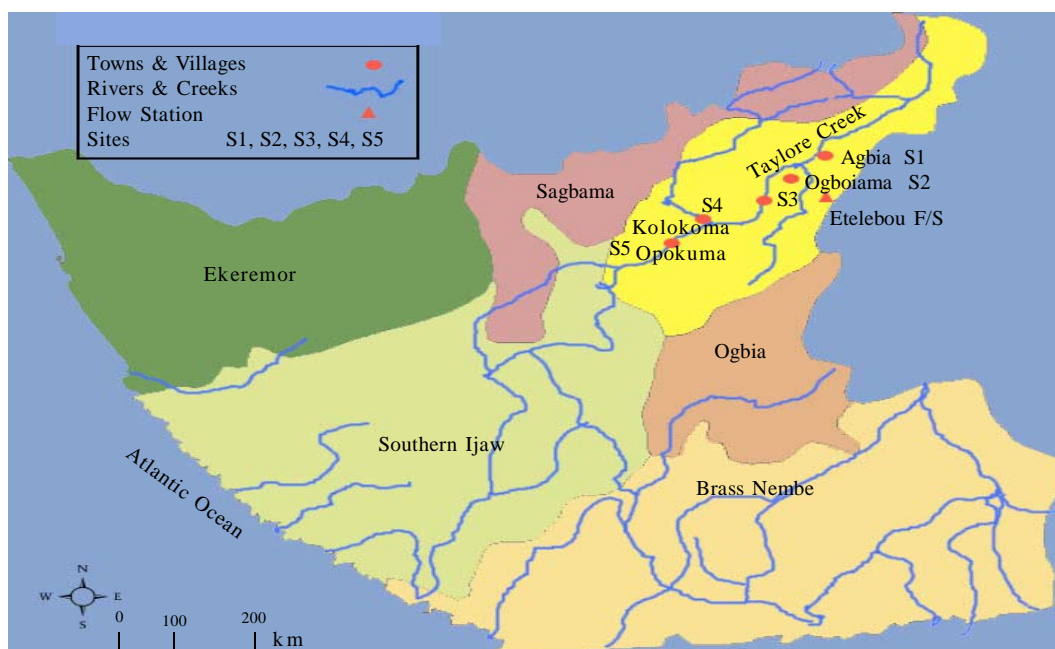 Towns & Villages
Rivers & Creeks
Flow Station
Sites S1, S2, S3, S4, S5
Taylore Creek
Agbia S1
Ogboiama S2
S3
Etelebou F/S
S4
Kolokoma
S5 Opokuma
Sagbama
Ekeremor
Ogbia
Southern Ijaw
Brass Nembe
Atlantic Ocean
N
W E
S
0 100 200
km